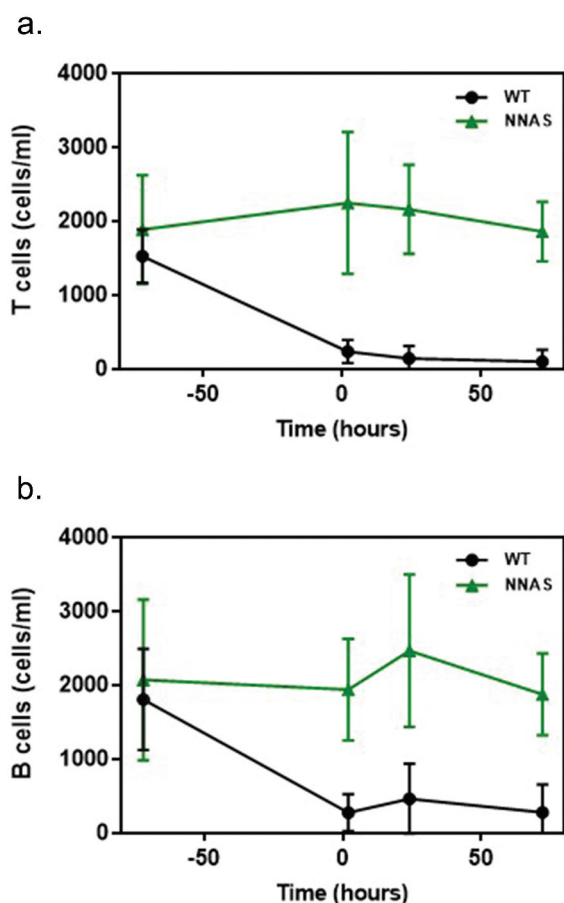 a.
4000
3000
2000
1000
0
T cells (cells/ml)
WT
NNAS
-50
0
50
Time (hours)
b.
4000
3000
2000
1000
0
B cells (cells/ml)
WT
NNAS
-50
0
50
Time (hours)